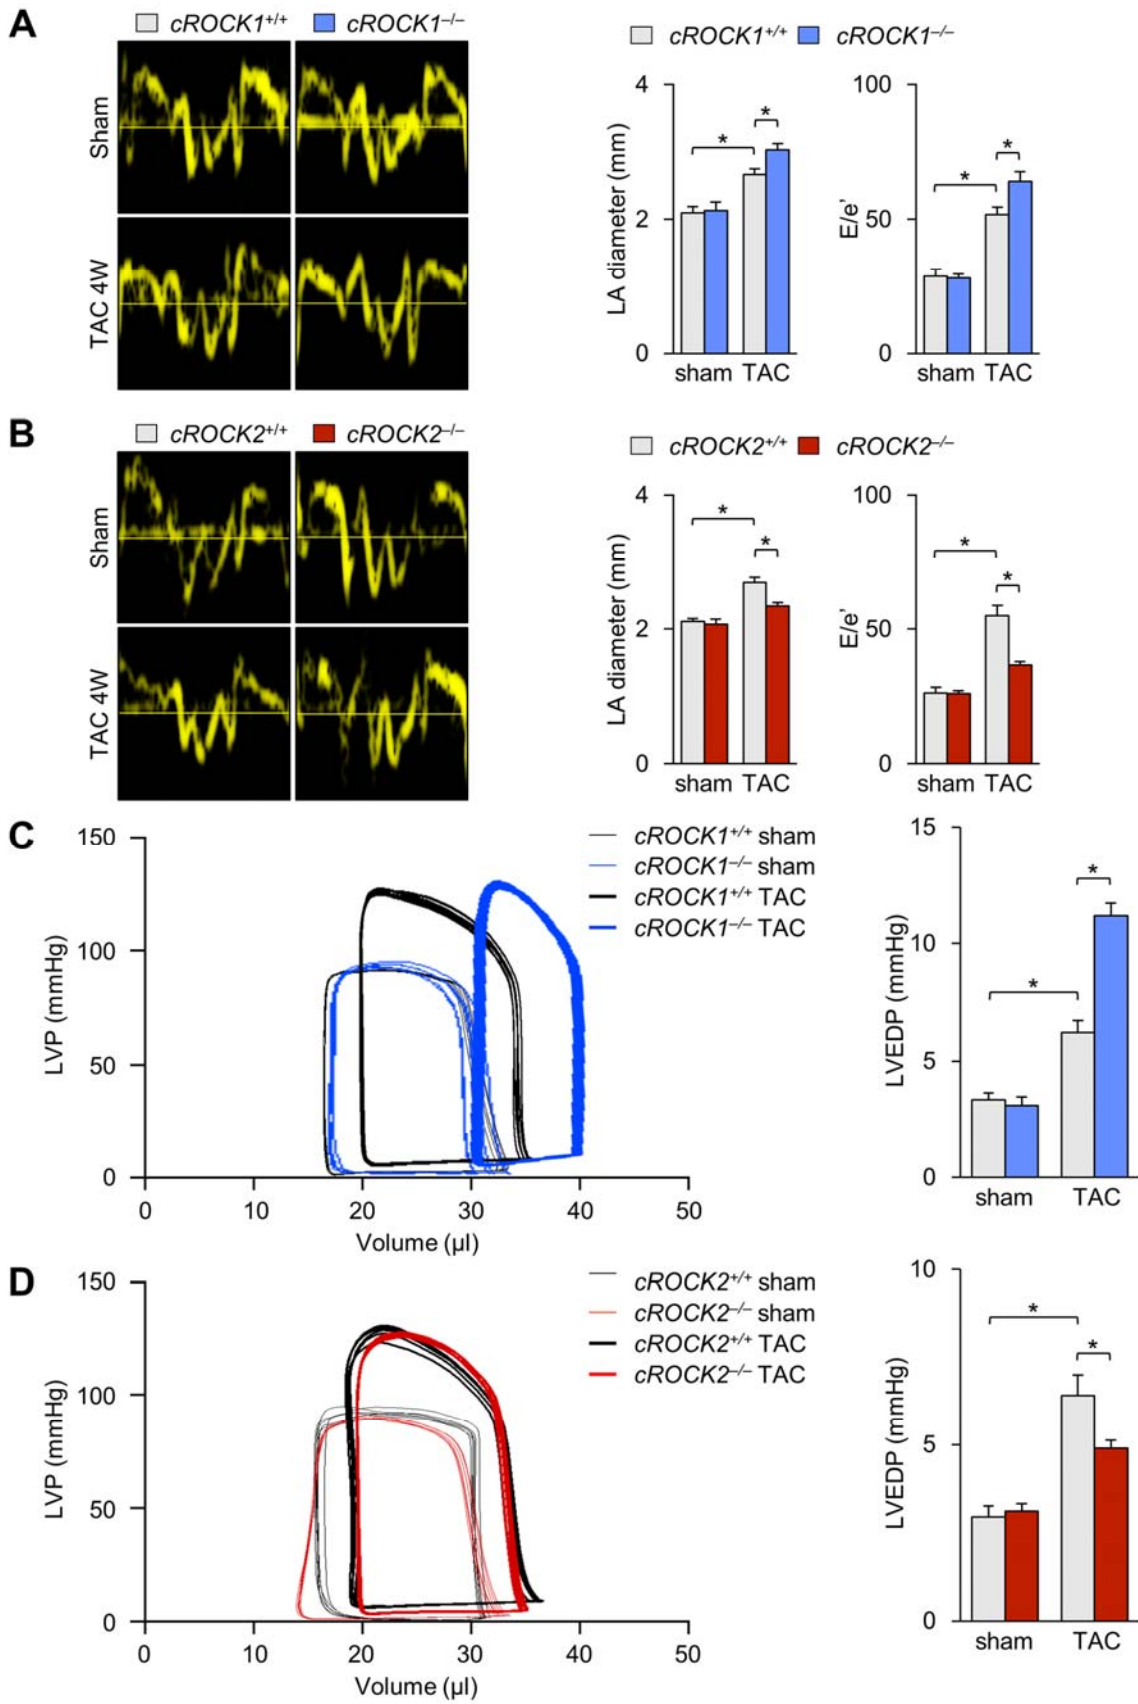 A
cROCK1+/+ cROCK1–/–
Sham
TAC 4W
cROCK1+/+ cROCK1–/–
4
2
0
LA diameter (mm)
sham TAC
*
*
100
50
0
E/e'
sham TAC
*
*
B
cROCK2+/+ cROCK2–/–
Sham
TAC 4W
cROCK2+/+ cROCK2–/–
4
2
0
LA diameter (mm)
sham TAC
*
*
100
50
0
E/e'
sham TAC
*
*
C
150
100
50
0
LVP (mmHg)
0 10 20 30 40 50
Volume (µl)
cROCK1+/+ sham
cROCK1–/– sham
cROCK1+/+ TAC
cROCK1–/– TAC
15
10
5
0
LVEDP (mmHg)
sham TAC
*
*
D
150
100
50
0
LVP (mmHg)
0 10 20 30 40 50
Volume (µl)
cROCK2+/+ sham
cROCK2–/– sham
cROCK2+/+ TAC
cROCK2–/– TAC
10
5
0
LVEDP (mmHg)
sham TAC
*
*